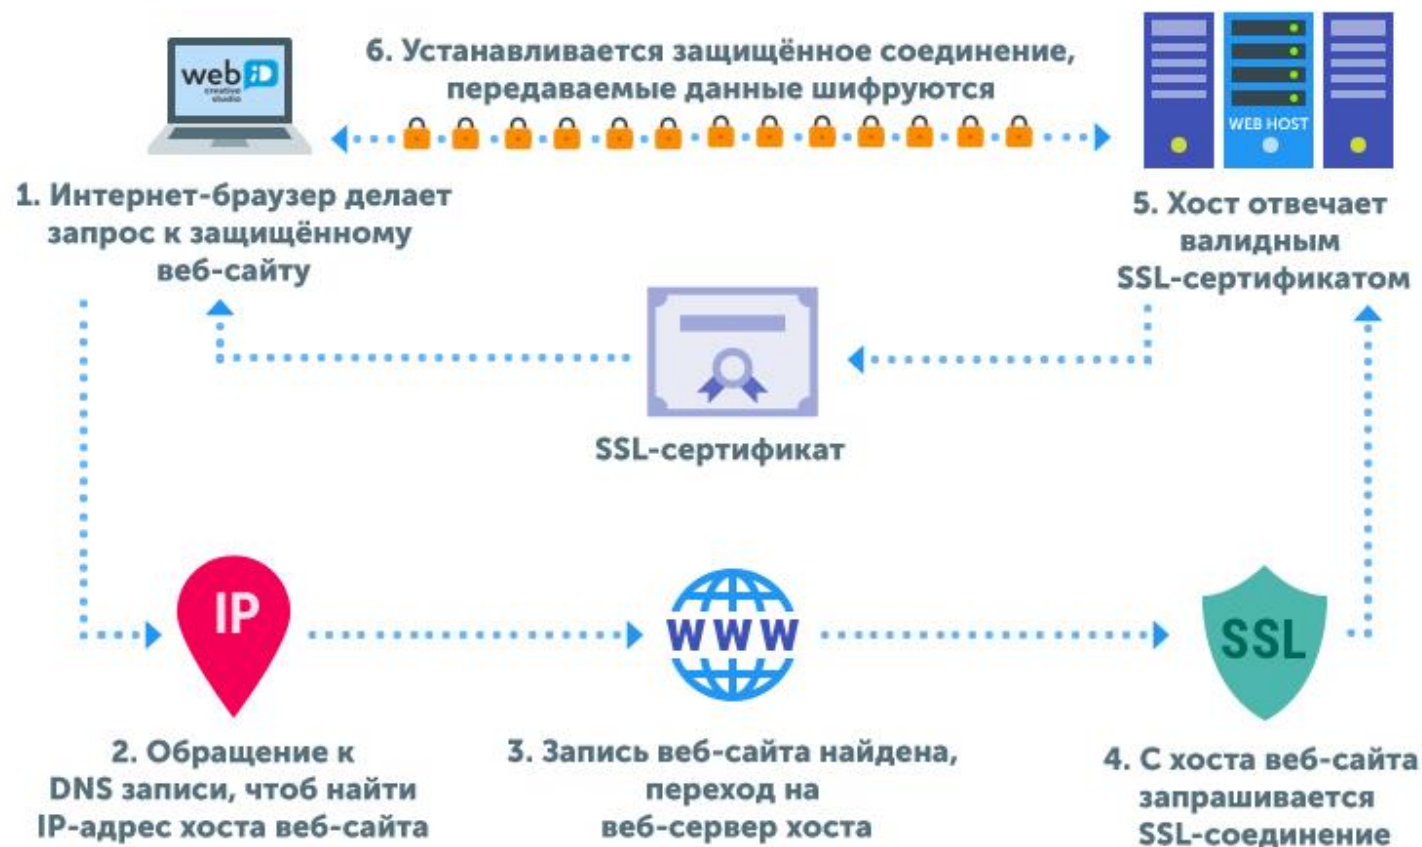 web iD
creative
studio
6. Устанавливается защищённое соединение,
передаваемые данные шифруются
WEB HOST
1. Интернет-браузер делает
запрос к защищённому
веб-сайту
5. Хост отвечает
валидным
SSL-сертификатом
SSL-сертификат
IP
WWW
SSL
2. Обращение к
DNS записи, чтоб найти
IP-адрес хоста веб-сайта
3. Запись веб-сайта найдена,
переход на
веб-сервер хоста
4. С хоста веб-сайта
запрашивается
SSL-соединение